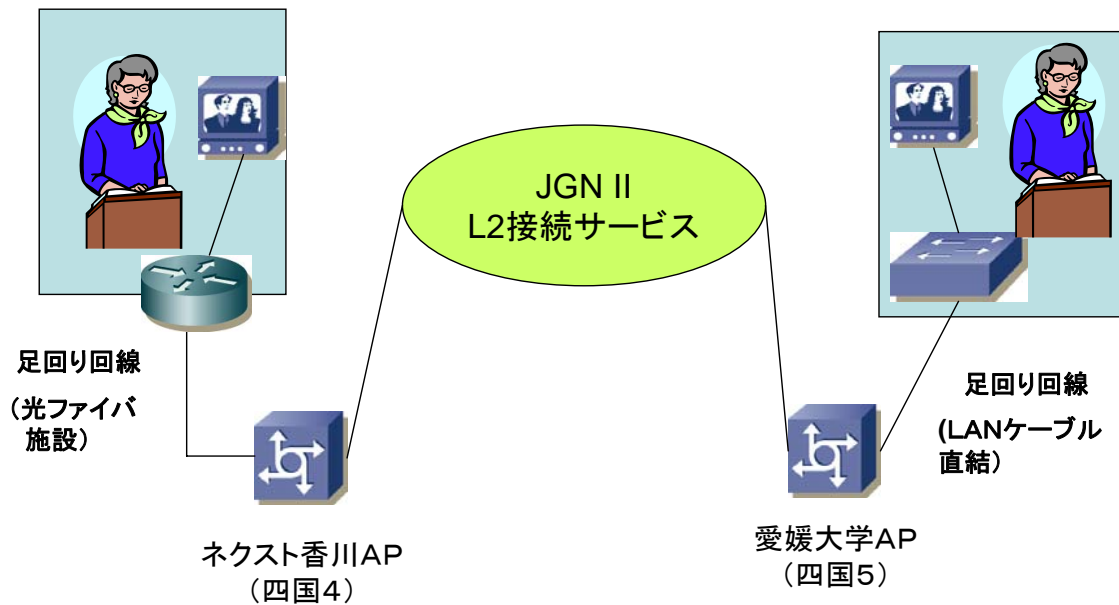 JGN II
L2接続サービス
足回り回線
（光ファイバ
施設）
足回り回線
(LANケーブル
直結）
ネクスト香川AP
（四国４）
愛媛大学AP
（四国５）